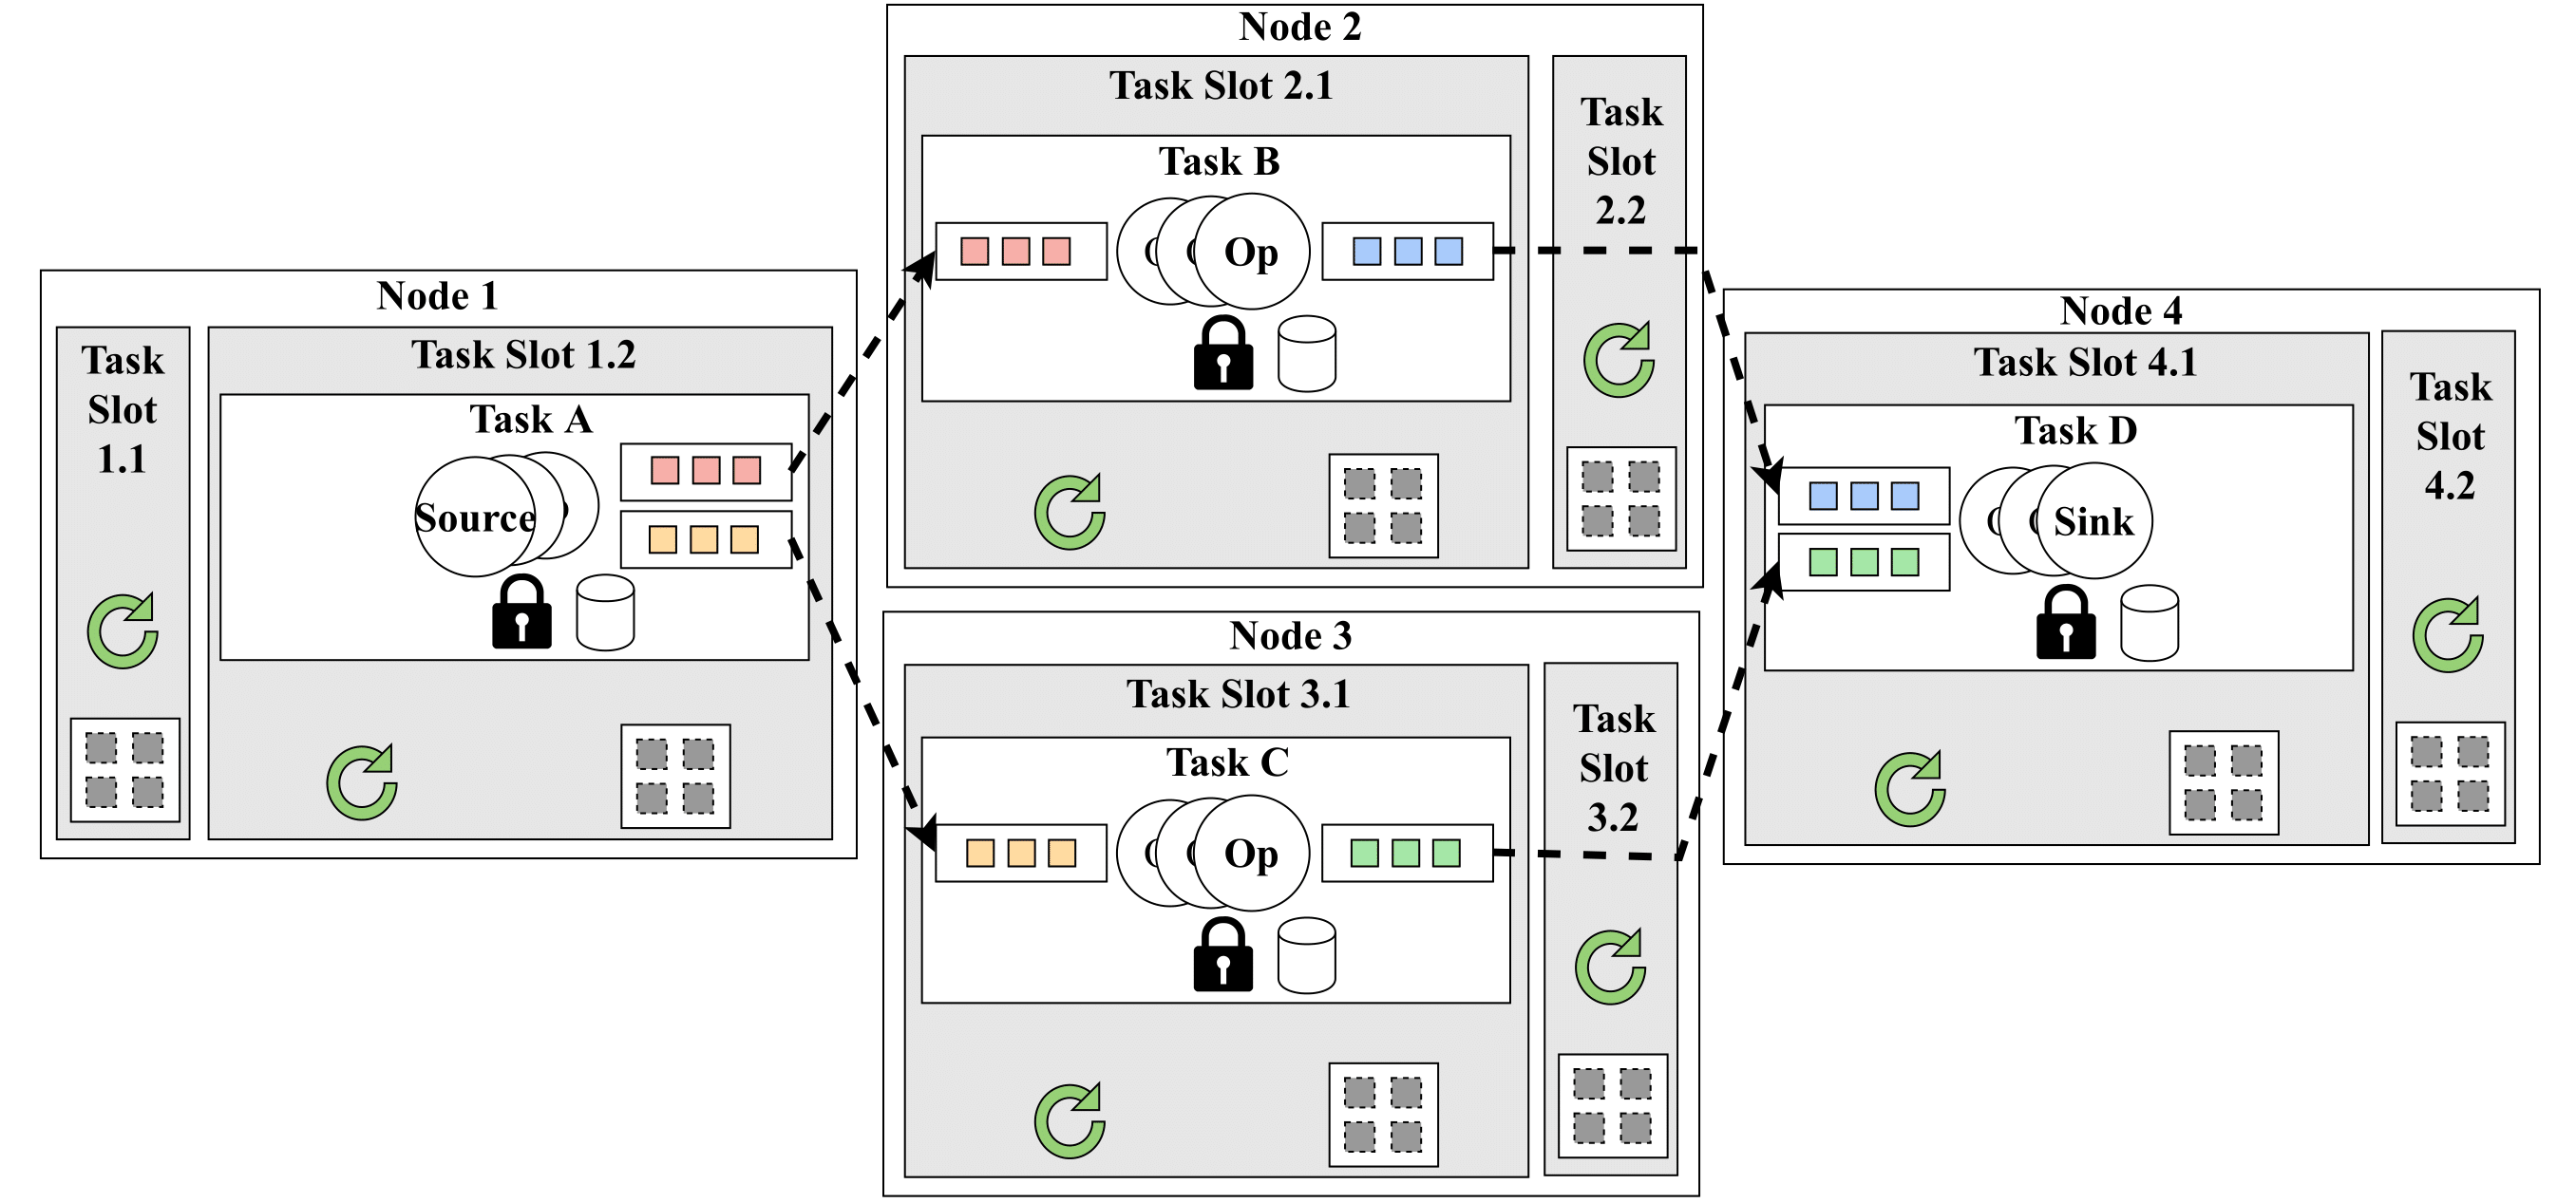 Node 1
Task
Slot
1.1
Task Slot 1.2
Task A
Source
Node 2
Task Slot 2.1
Task B
Op
Task
Slot
2.2
Node 3
Task Slot 3.1
Task C
Op
Task
Slot
3.2
Node 4
Task Slot 4.1
Task D
Sink
Task
Slot
4.2